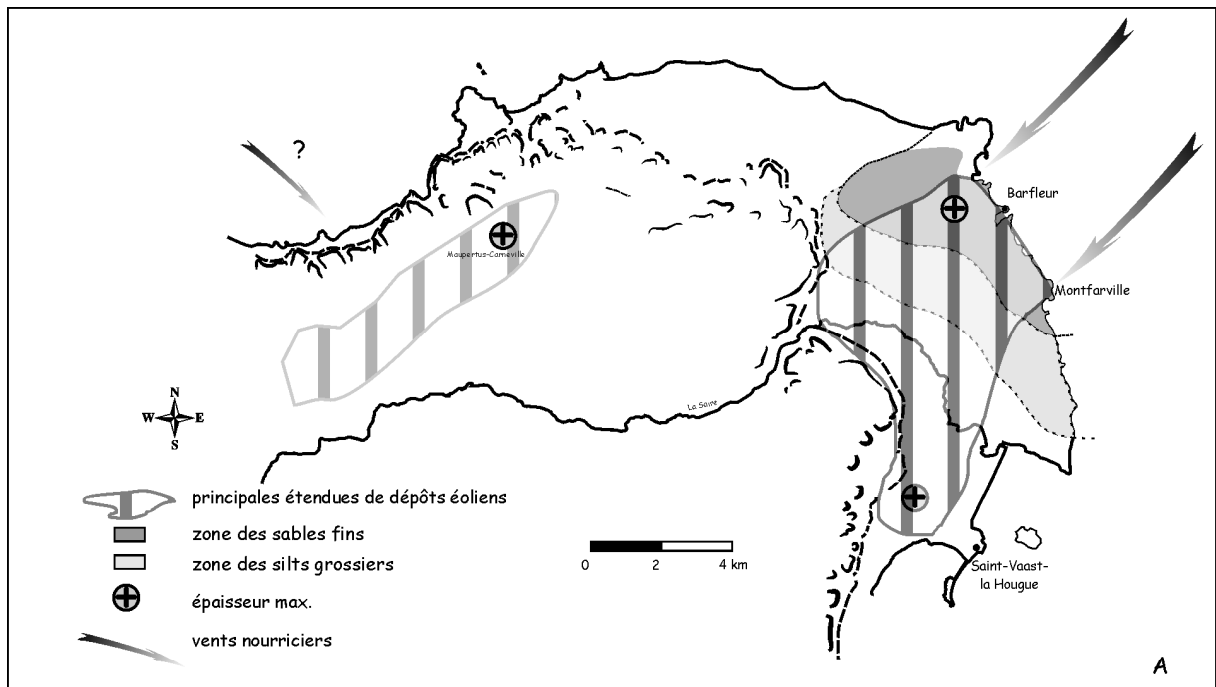 ?
Barfleur
Maupertus-Carneville
Montfarville
N
W E
S
La Saire
principales étendues de dépôts éoliens
zone des sables fins
zone des silts grossiers
épaisseur max.
vents nourriciers
0 2 4 km
Saint-Vaast-
la Hougue
A